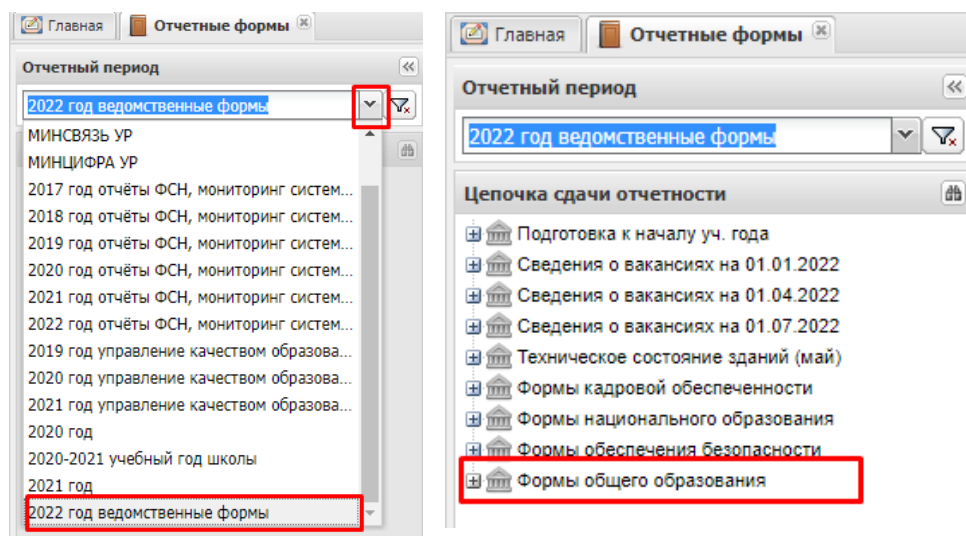 Главная
Отчетные формы
Отчетный период
2022 год ведомственные формы
МИНСВЯЗЬ УР
МИНЦИФРА УР
2017 год отчёты ФСН, мониторинг систем...
2018 год отчёты ФСН, мониторинг систем...
2019 год отчёты ФСН, мониторинг систем...
2020 год отчёты ФСН, мониторинг систем...
2021 год отчёты ФСН, мониторинг систем...
2022 год отчёты ФСН, мониторинг систем...
2019 год управление качеством образова...
2020 год управление качеством образова...
2021 год управление качеством образова...
2020 год
2020-2021 учебный год школы
2021 год
2022 год ведомственные формы
Главная
Отчетные формы
Отчетный период
2022 год ведомственные формы
Цепочка сдачи отчетности
Подготовка к началу уч. года
Сведения о вакансиях на 01.01.2022
Сведения о вакансиях на 01.04.2022
Сведения о вакансиях на 01.07.2022
Техническое состояние зданий (май)
Формы кадровой обеспеченности
Формы национального образования
Формы обеспечения безопасности
Формы общего образования